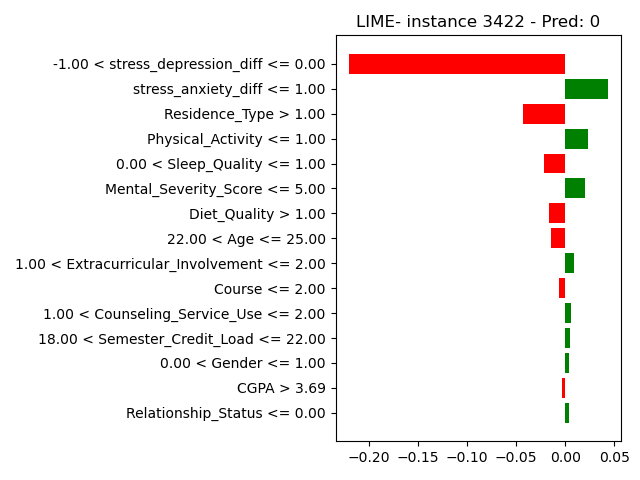 LIME- instance 3422 - Pred: 0
-1.00 < stress_depression_diff <= 0.00
stress_anxiety_diff <= 1.00
Residence_Type > 1.00
Physical_Activity <= 1.00
0.00 < Sleep_Quality <= 1.00
Mental_Severity_Score <= 5.00
Diet_Quality > 1.00
22.00 < Age <= 25.00
1.00 < Extracurricular_Involvement <= 2.00
Course <= 2.00
1.00 < Counseling_Service_Use <= 2.00
18.00 < Semester_Credit_Load <= 22.00
0.00 < Gender <= 1.00
CGPA > 3.69
Relationship_Status <= 0.00
−0.20 −0.15 −0.10 −0.05 0.00 0.05